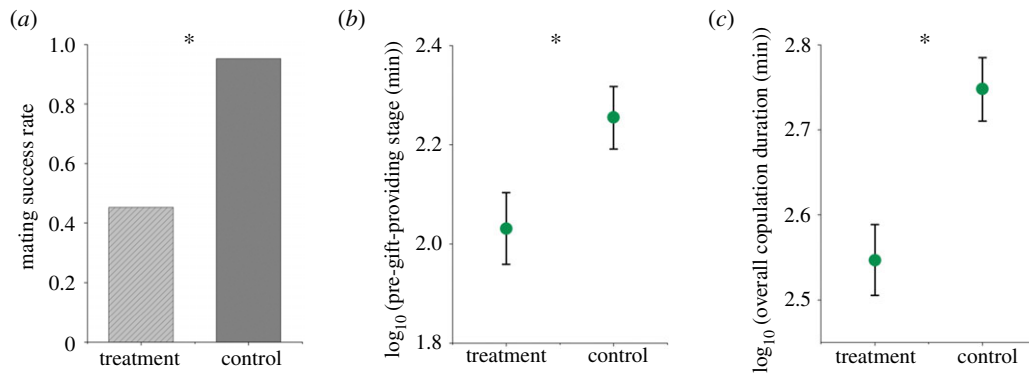 (a)
*
mating success rate
1.0
0.8
0.6
0.4
0.2
0
treatment control
(b)
*
log10 (pre-gift-providing stage (min))
2.4
2.2
2.0
1.8
treatment control
(c)
*
log10 (overall copulation duration (min))
2.8
2.7
2.6
2.5
treatment control